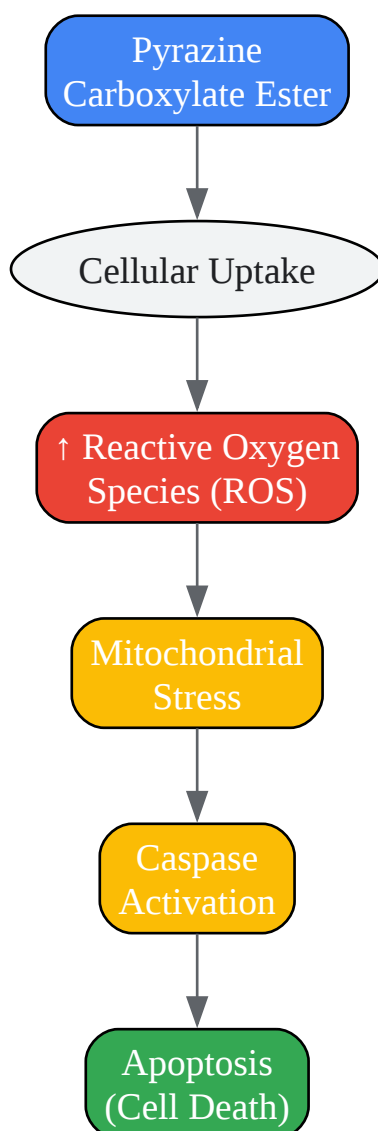 Pyrazine
Carboxylate Ester
Cellular Uptake
↑ Reactive Oxygen
Species (ROS)
Mitochondrial
Stress
Caspase
Activation
Apoptosis
(Cell Death)